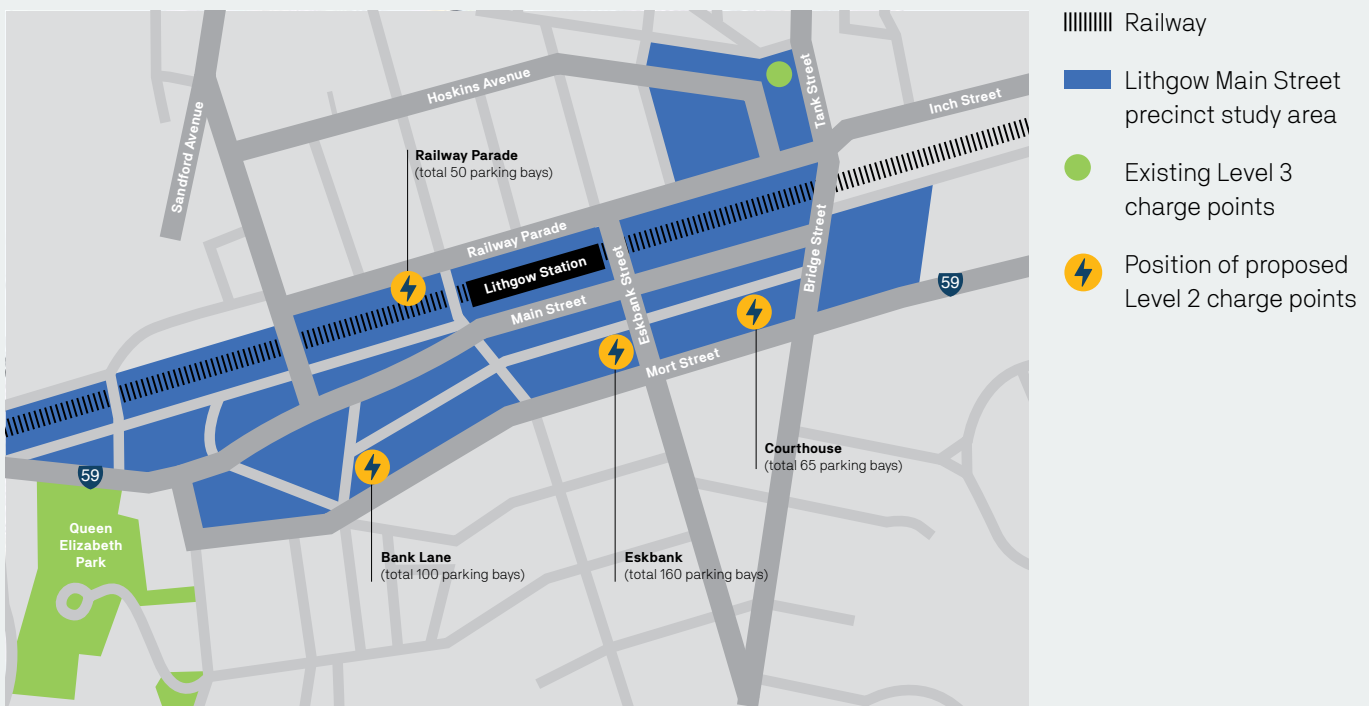 Hoskins Avenue
Sandford Avenue
Tank Street
Inch Street
Railway Parade
(total 50 parking bays)
Railway Parade
Lithgow Station
Main Street
Eskbank Street
Bridge Street
Mort Street
59
59
Courthouse
(total 65 parking bays)
Queen
Elizabeth
Park
Bank Lane
(total 100 parking bays)
Eskbank
(total 160 parking bays)
Railway
Lithgow Main Street
precinct study area
Existing Level 3
charge points
Position of proposed
Level 2 charge points